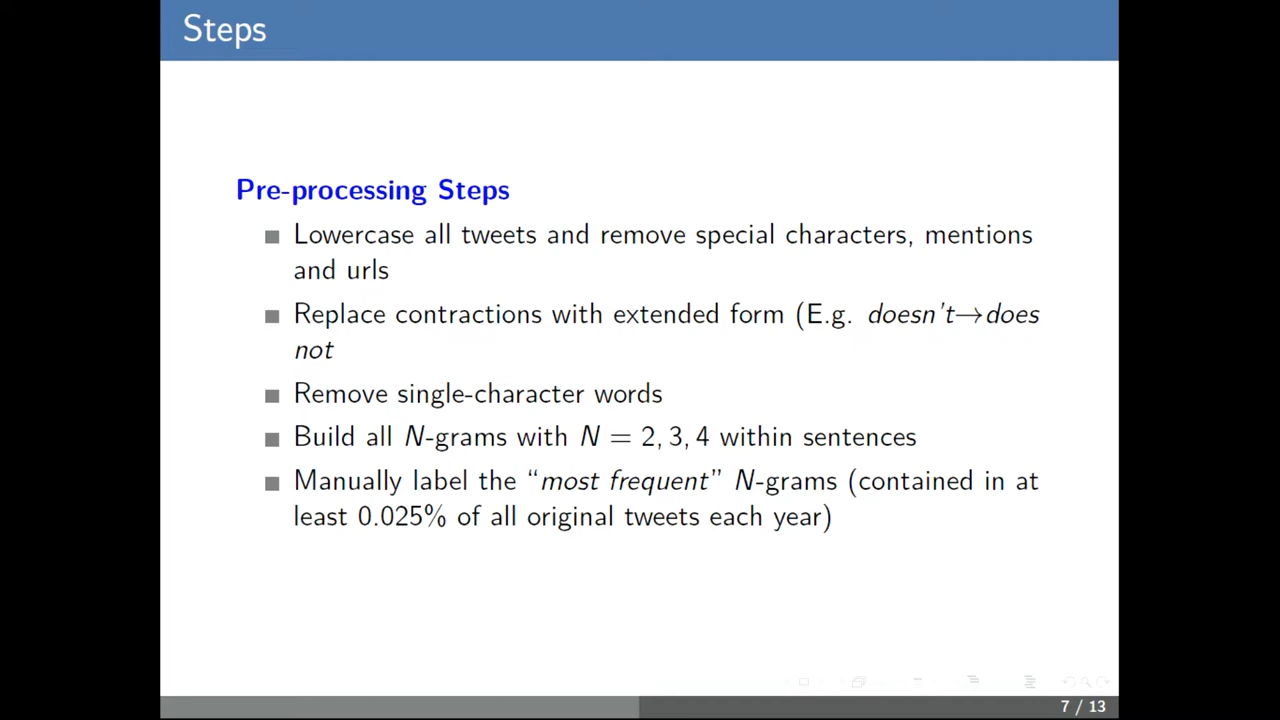 Steps
Pre-processing Steps
Lowercase all tweets and remove special characters, mentions
and urls
Replace contractions with extended form (E.g. doesn't→does
not
Remove single-character words
Build all N-grams with N = 2, 3, 4 within sentences
Manually label the “most frequent” N-grams (contained in at
least 0.025% of all original tweets each year)
7 / 13